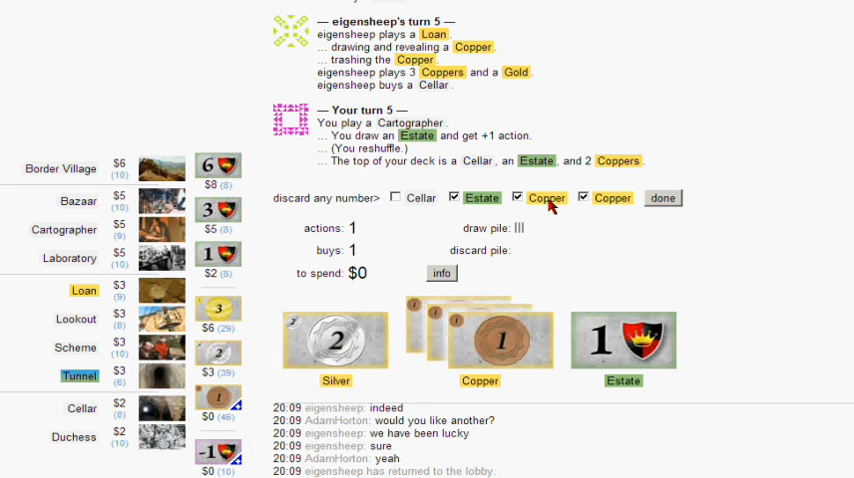 — eigensheep's turn 5 —
eigensheep plays a Loan.
... drawing and revealing a Copper.
... trashing the Copper.
eigensheep plays 3 Coppers and a Gold.
eigensheep buys a Cellar.
— Your turn 5 —
You play a Cartographer.
... You draw an Estate and get +1 action.
... (You reshuffle.)
... The top of your deck is a Cellar, an Estate, and 2 Coppers.
discard any number> Cellar Estate Copper Copper done
actions: 1 draw pile: |||
buys: 1 discard pile:
to spend: $0 info
Border Village $6 (10)
Bazaar $5 (10)
Cartographer $5 (9)
Laboratory $5 (10)
Loan $3 (9)
Lookout $3 (8)
Scheme $3 (10)
Tunnel $3 (6)
Cellar $2 (8)
Duchess $2 (10)
6
$8 (8)
3
$5 (8)
1
$2 (8)
3
$6 (29)
2
$3 (39)
1
$0 (46)
-1
$0 (10)
2 2 1 1 1 1 1
Silver Copper Estate
20:09 eigensheep: indeed
20:09 AdamHorton: would you like another?
20:09 eigensheep: we have been lucky
20:09 eigensheep: sure
20:09 AdamHorton: yeah
20:09 eigensheep has returned to the lobby.